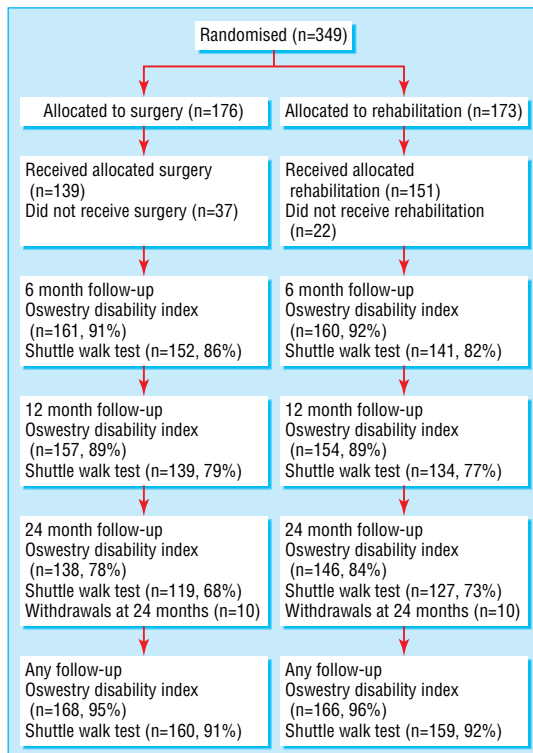 Randomised (n=349)
Allocated to surgery (n=176)
Allocated to rehabilitation (n=173)
Received allocated surgery
(n=139)
Did not receive surgery (n=37)
Received allocated
rehabilitation (n=151)
Did not receive rehabilitation
(n=22)
6 month follow-up
Oswestry disability index
(n=161, 91%)
Shuttle walk test (n=152, 86%)
6 month follow-up
Oswestry disability index
(n=160, 92%)
Shuttle walk test (n=141, 82%)
12 month follow-up
Oswestry disability index
(n=157, 89%)
Shuttle walk test (n=139, 79%)
12 month follow-up
Oswestry disability index
(n=154, 89%)
Shuttle walk test (n=134, 77%)
24 month follow-up
Oswestry disability index
(n=138, 78%)
Shuttle walk test (n=119, 68%)
Withdrawals at 24 months (n=10)
24 month follow-up
Oswestry disability index
(n=146, 84%)
Shuttle walk test (n=127, 73%)
Withdrawals at 24 months (n=10)
Any follow-up
Oswestry disability index
(n=168, 95%)
Shuttle walk test (n=160, 91%)
Any follow-up
Oswestry disability index
(n=166, 96%)
Shuttle walk test (n=159, 92%)